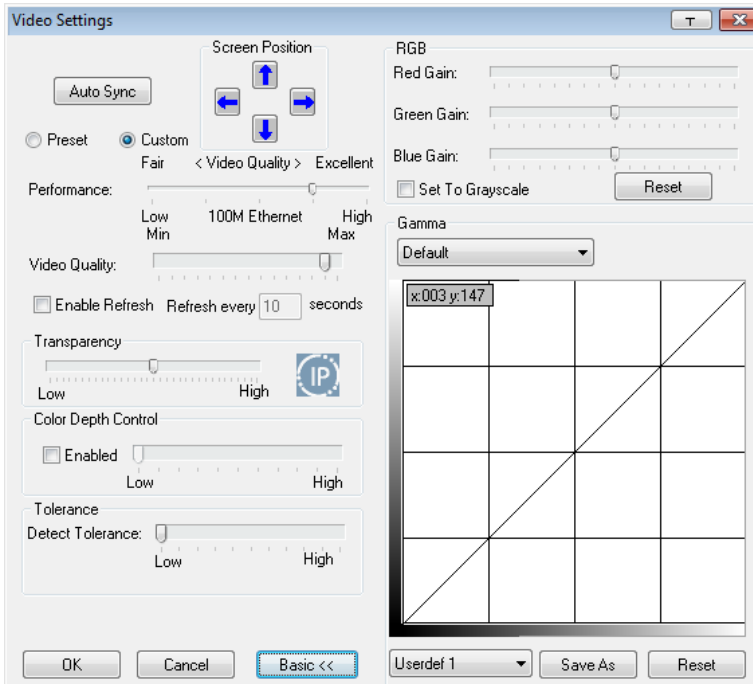 Video Settings
T
X
Screen Position
Auto Sync
Preset
Custom
Fair < Video Quality > Excellent
Performance:
Low 100M Ethernet High
Min Max
Video Quality:
Enable Refresh Refresh every 10 seconds
Transparency
Low High
IP
Color Depth Control
Enabled
Low High
Tolerance
Detect Tolerance:
Low High
OK
Cancel
Basic <<
RGB
Red Gain:
Green Gain:
Blue Gain:
Set To Grayscale
Reset
Gamma
Default
x:003 y:147
Userdef 1
Save As
Reset